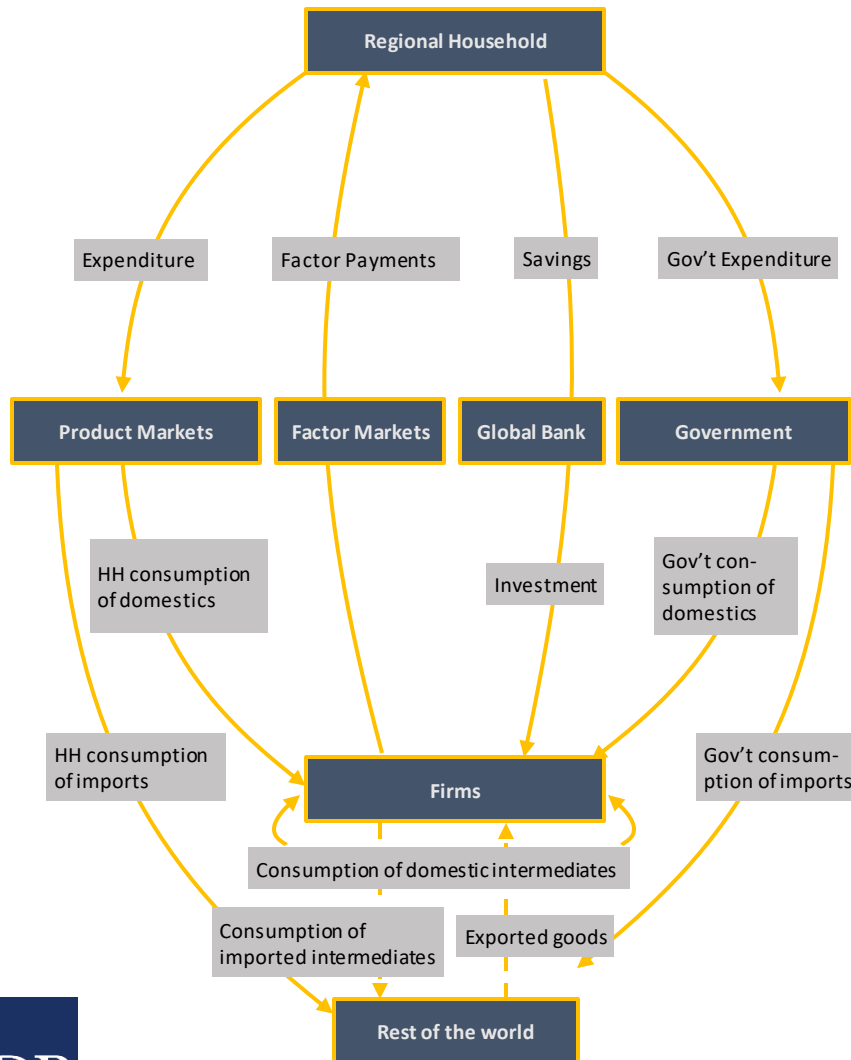 Regional Household
Expenditure
Factor Payments
Savings
Gov't Expenditure
Product Markets
Factor Markets
Global Bank
Government
HH consumption
of domestics
Investment
Gov't con-
sumption of
domestics
HH consumption
of imports
Gov't consum-
ption of imports
Firms
Consumption of domestic intermediates
Consumption of
imported intermediates
Exported goods
Rest of the world